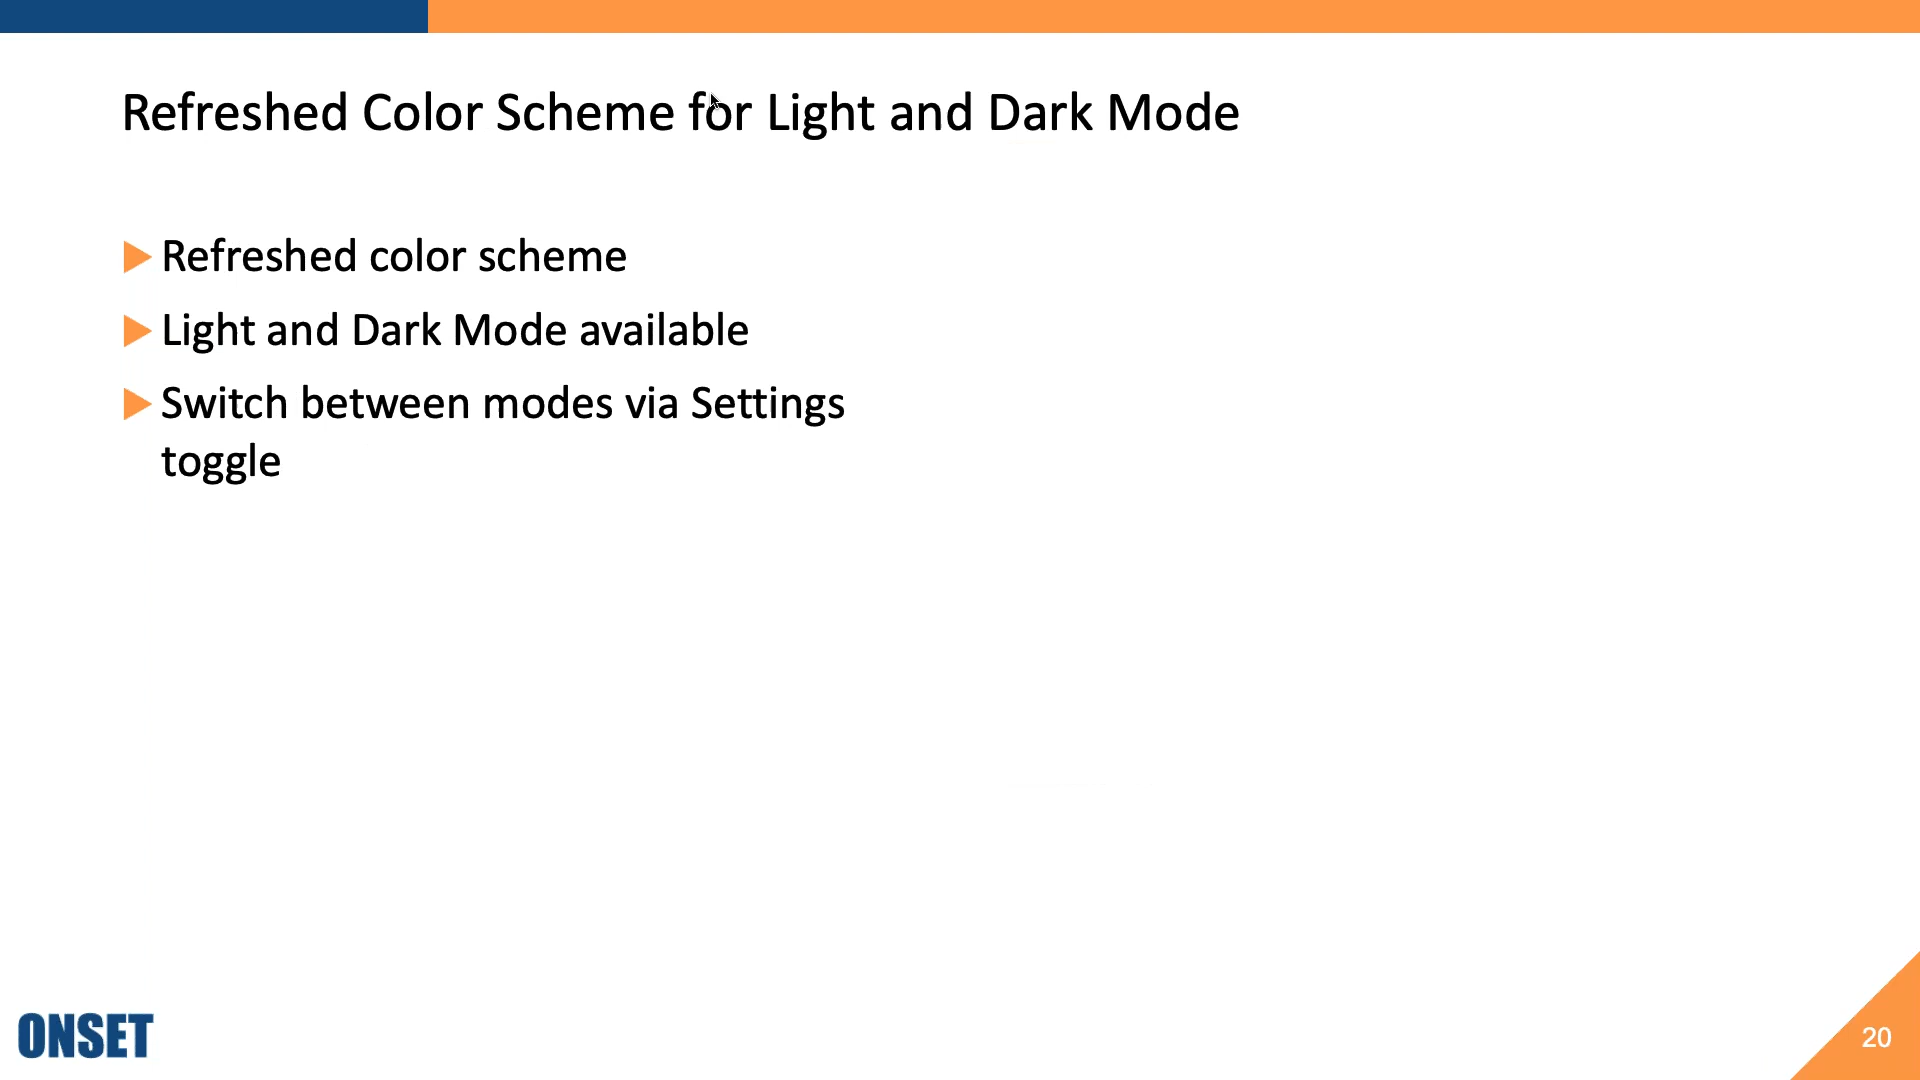 Refreshed Color Scheme for Light and Dark Mode
Refreshed color scheme
Light and Dark Mode available
Switch between modes via Settings
toggle
ONSET
20